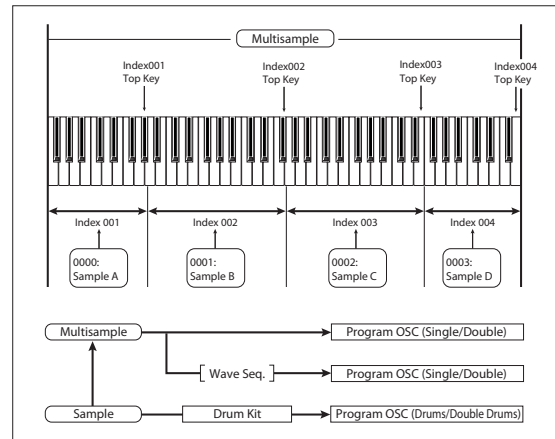 Multisample
Index001
Top Key
Index002
Top Key
Index003
Top Key
Index004
Top Key
Index 001
Index 002
Index 003
Index 004
0000:
Sample A
0001:
Sample B
0002:
Sample C
0003:
Sample D
Multisample
Program OSC (Single/Double)
Wave Seq.
Program OSC (Single/Double)
Sample
Drum Kit
Program OSC (Drums/Double Drums)